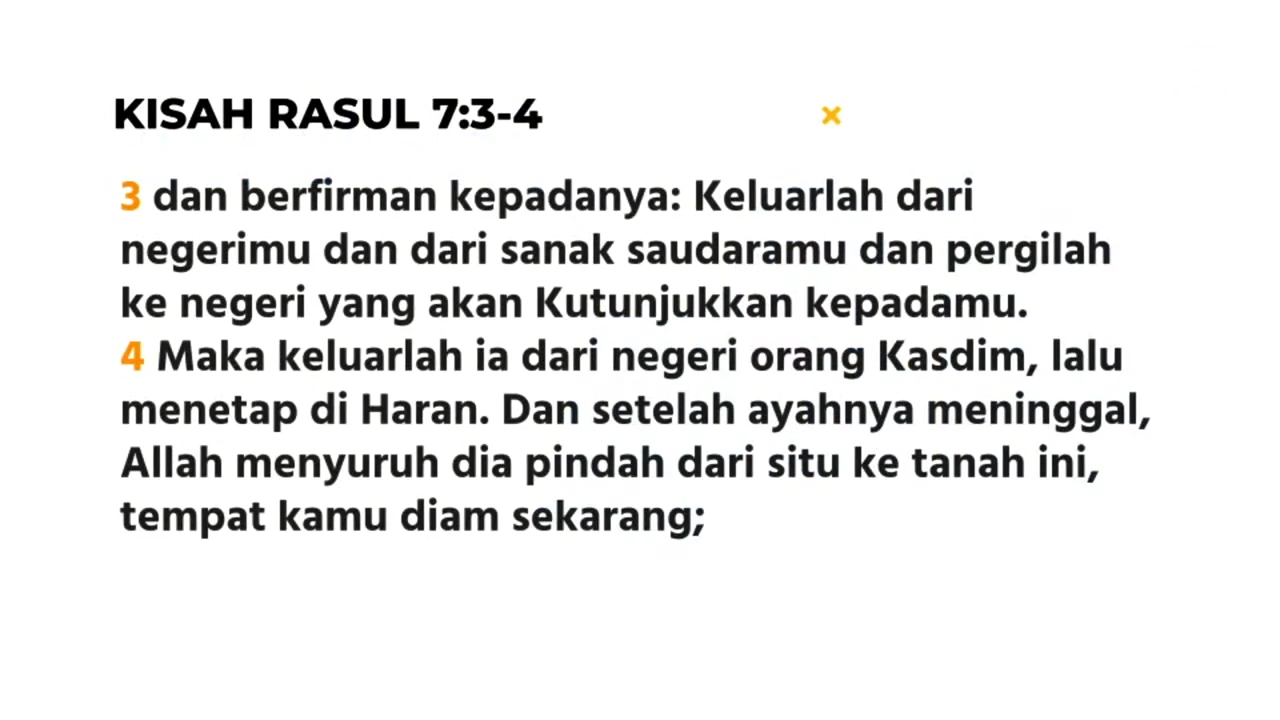 KISAH RASUL 7:3-4
3 dan berfirman kepadanya: Keluarlah dari
negerimu dan dari sanak saudaramu dan pergilah
ke negeri yang akan Kutunjukkan kepadamu.
4 Maka keluarlah ia dari negeri orang Kasdim, lalu
menetap di Haran. Dan setelah ayahnya meninggal,
Allah menyuruh dia pindah dari situ ke tanah ini,
tempat kamu diam sekarang;